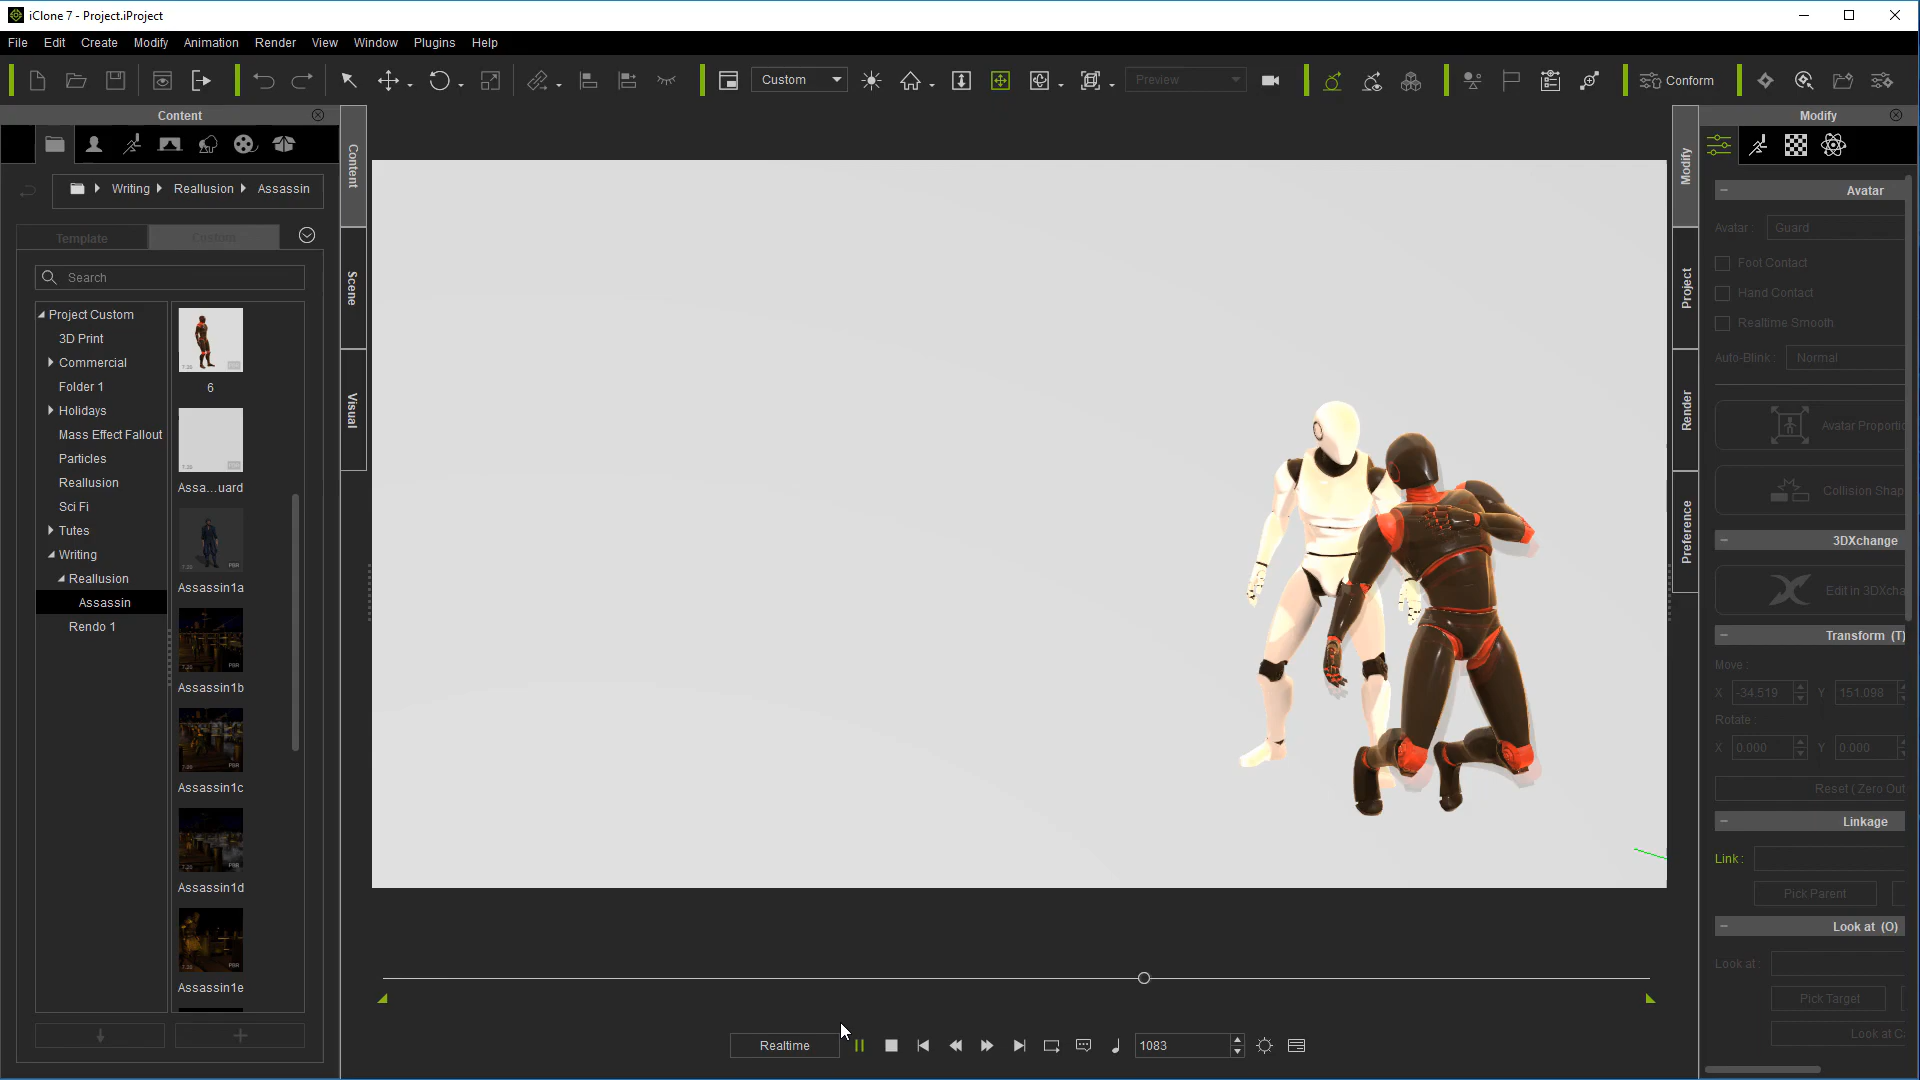 iClone 7 - Project.iProject
File Edit Create Modify Animation Render View Window Plugins Help
Custom Preview Conform
Content
Writing Reallusion Assassin
Template Custom
Search
Project Custom
3D Print
Commercial
Folder 1
Holidays
Mass Effect Fallout
Particles
Reallusion
Sci Fi
Tutes
Writing
Reallusion
Assassin
Rendo 1
6
Assa...uard
Assassin1a
Assassin1b
Assassin1c
Assassin1d
Assassin1e
Content
Scene
Visual
Realtime 1083
Modify
Project
Render
Preference
Modify
Avatar
Avatar : Guard
Foot Contact
Hand Contact
Realtime Smooth
Auto-Blink : Normal
Avatar Proportio
Collision Shap
3DXchange
Edit in 3DXcha
Transform (T)
Move :
X -34.519 Y 151.098
Rotate :
X 0.000 Y 0.000
Reset ( Zero Out
Linkage
Link :
Pick Parent
Look at (O)
Look at :
Pick Target
Look at Ca